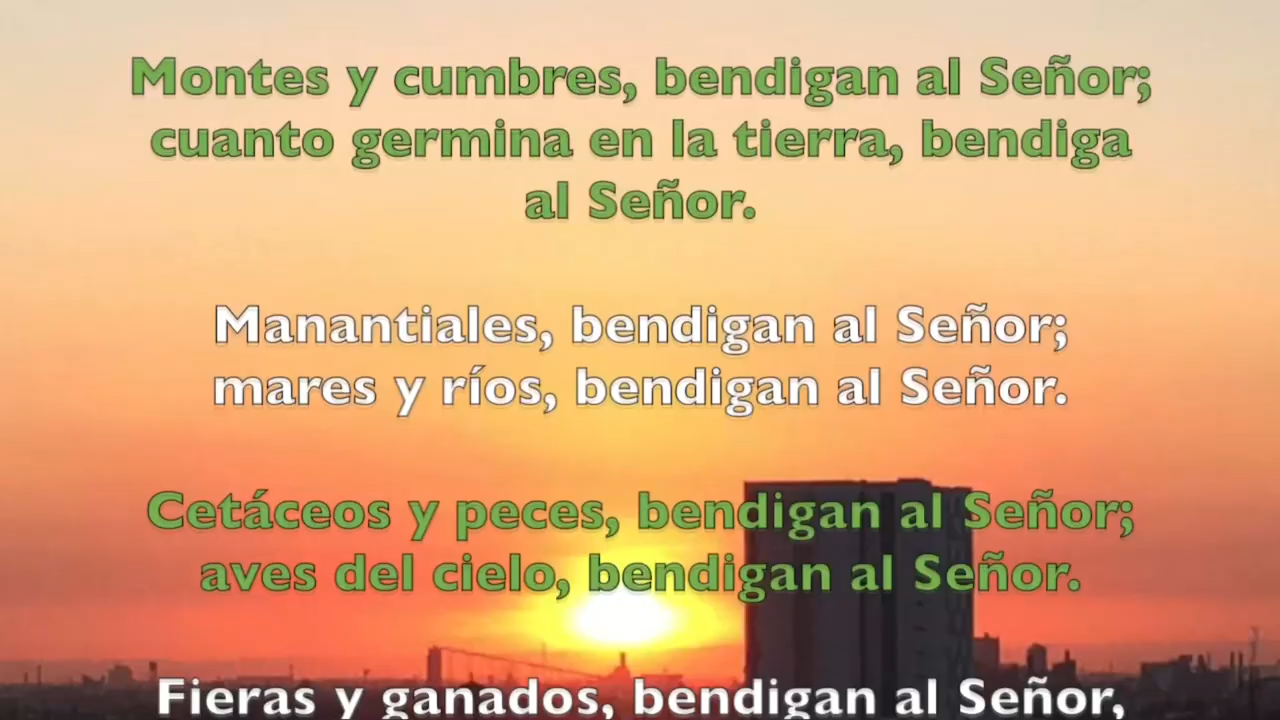 Montes y cumbres, bendigan al Señor;
cuanto germina en la tierra, bendiga
al Señor.
Manantiales, bendigan al Señor;
mares y ríos, bendigan al Señor.
Cetáceos y peces, bendigan al Señor;
aves del cielo, bendigan al Señor.
Fieras y ganados, bendigan al Señor,